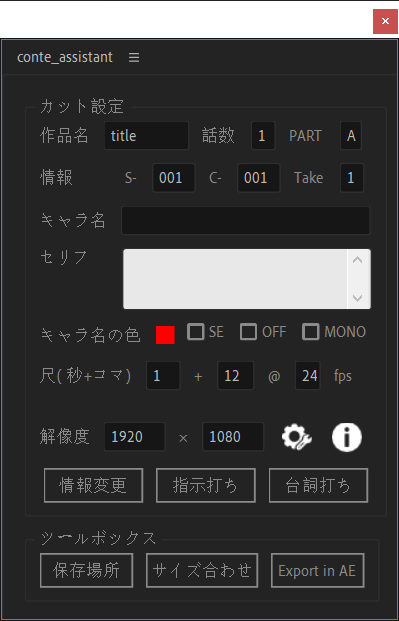 conte_assistant
カット設定
作品名 title 話数 1 PART A
情報 S- 001 C- 001 Take 1
キャラ名
セリフ
キャラ名の色 SE OFF MONO
尺(秒+コマ) 1 + 12 @ 24 fps
解像度 1920 × 1080
情報変更 指示打ち 台詞打ち
ツールボックス
保存場所 サイズ合わせ Export in AE